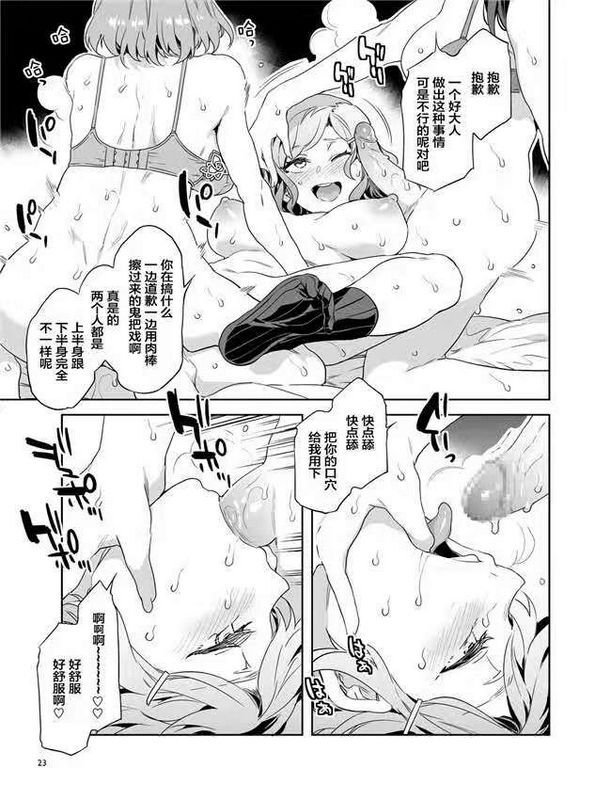 哈
哈
哈
哈
抱歉
抱歉
一个好大人
做出这种事情
可是不行的呢对吧
你在搞什么
一边道歉一边用肉棒
擦过来的鬼把戏啊
真是的
两个人都是
上半身跟
下半身完全
不一样呢
快点舔
快点舔
把你的口穴
给我用下
啊啊啊~~~~~♡
好舒服
好舒服啊♡
23